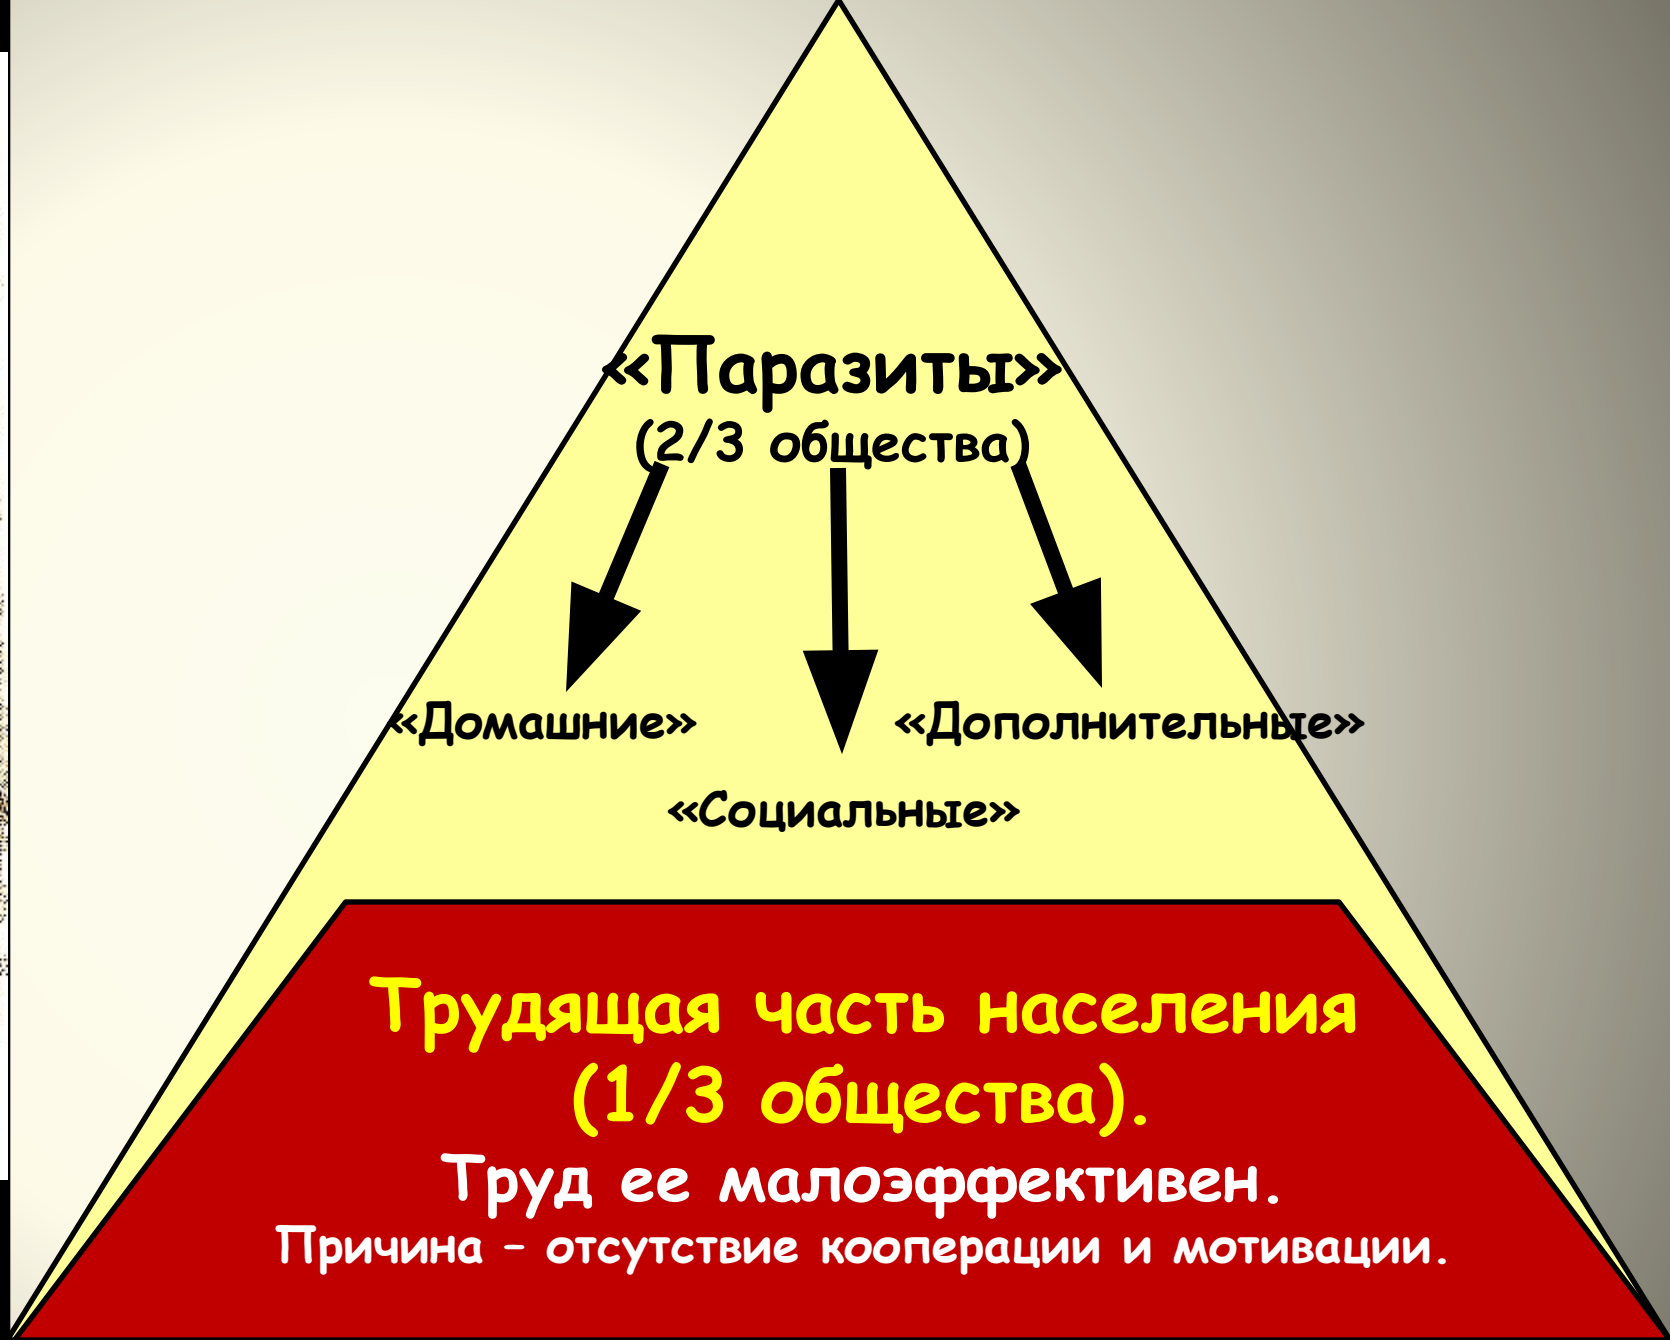 «Паразиты»
(2/3 общества)
«Домашние»
«Дополнительные»
«Социальные»
Трудящая часть населения
(1/3 общества).
Труд ее малоэффективен.
Причина – отсутствие кооперации и мотивации.